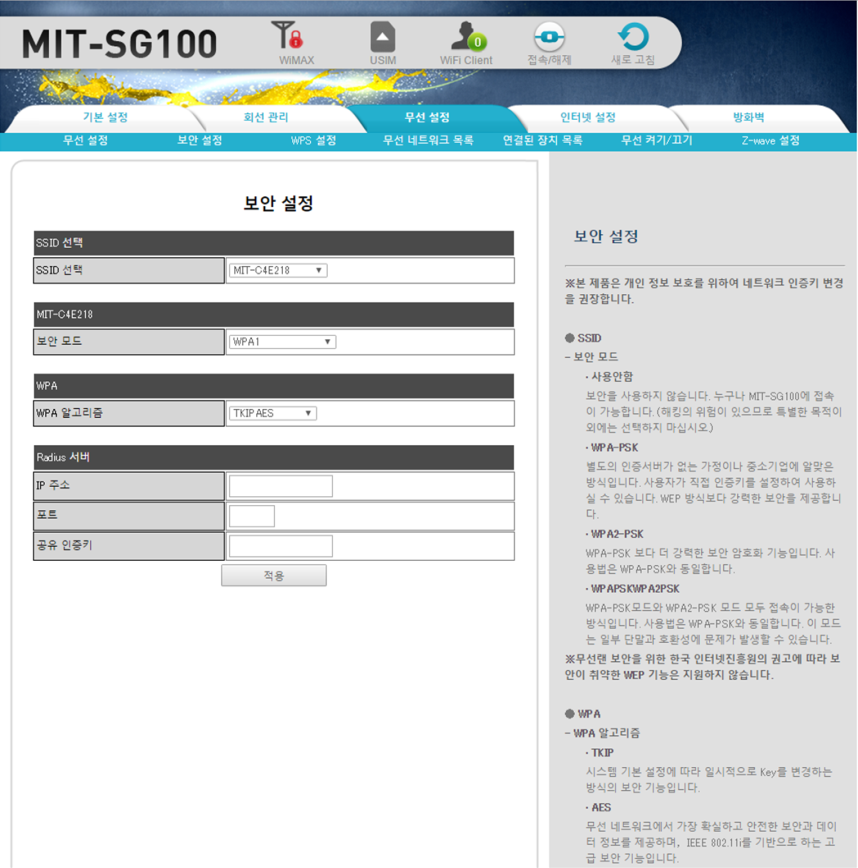 MIT-SG100
WiMAX
USIM
0
WiFi Client
접속/해제
새로 고침
기본 설정
회선 관리
무선 설정
인터넷 설정
방화벽
무선 설정
보안 설정
WPS 설정
무선 네트워크 목록
연결된 장치 목록
무선 켜기/끄기
Z-wave 설정
보안 설정
SSID 선택
SSID 선택
MIT-C4E218
MIT-C4E218
보안 모드
WPA1
WPA
WPA 알고리즘
TKIPAES
Radius 서버
IP 주소
포트
공유 인증키
적용
보안 설정
※본 제품은 개인 정보 보호를 위하여 네트워크 인증키 변경
을 권장합니다.
● SSID
- 보안 모드
· 사용안함
보안을 사용하지 않습니다. 누구나 MIT-SG100에 접속
이 가능합니다. (해킹의 위험이 있으므로 특별한 목적이
외에는 선택하지 마십시오.)
· WPA-PSK
별도의 인증서버가 없는 가정이나 중소기업에 알맞은
방식입니다. 사용자가 직접 인증키를 설정하여 사용하
실 수 있습니다. WEP 방식보다 강력한 보안을 제공합니
다.
· WPA2-PSK
WPA-PSK 보다 더 강력한 보안 암호화 기능입니다. 사
용법은 WPA-PSK와 동일합니다.
· WPAPSKWPA2PSK
WPA-PSK모드와 WPA2-PSK 모드 모두 접속이 가능한
방식입니다. 사용법은 WPA-PSK와 동일합니다. 이 모드
는 일부 단말과 호환성에 문제가 발생할 수 있습니다.
※무선랜 보안을 위한 한국 인터넷진흥원의 권고에 따라 보
안이 취약한 WEP 기능은 지원하지 않습니다.
● WPA
- WPA 알고리즘
· TKIP
시스템 기본 설정에 따라 일시적으로 Key를 변경하는
방식의 보안 기능입니다.
· AES
무선 네트워크에서 가장 확실하고 안전한 보안과 데이
터 정보를 제공하며, IEEE 802.11i를 기반으로 하는 고
급 보안 기능입니다.